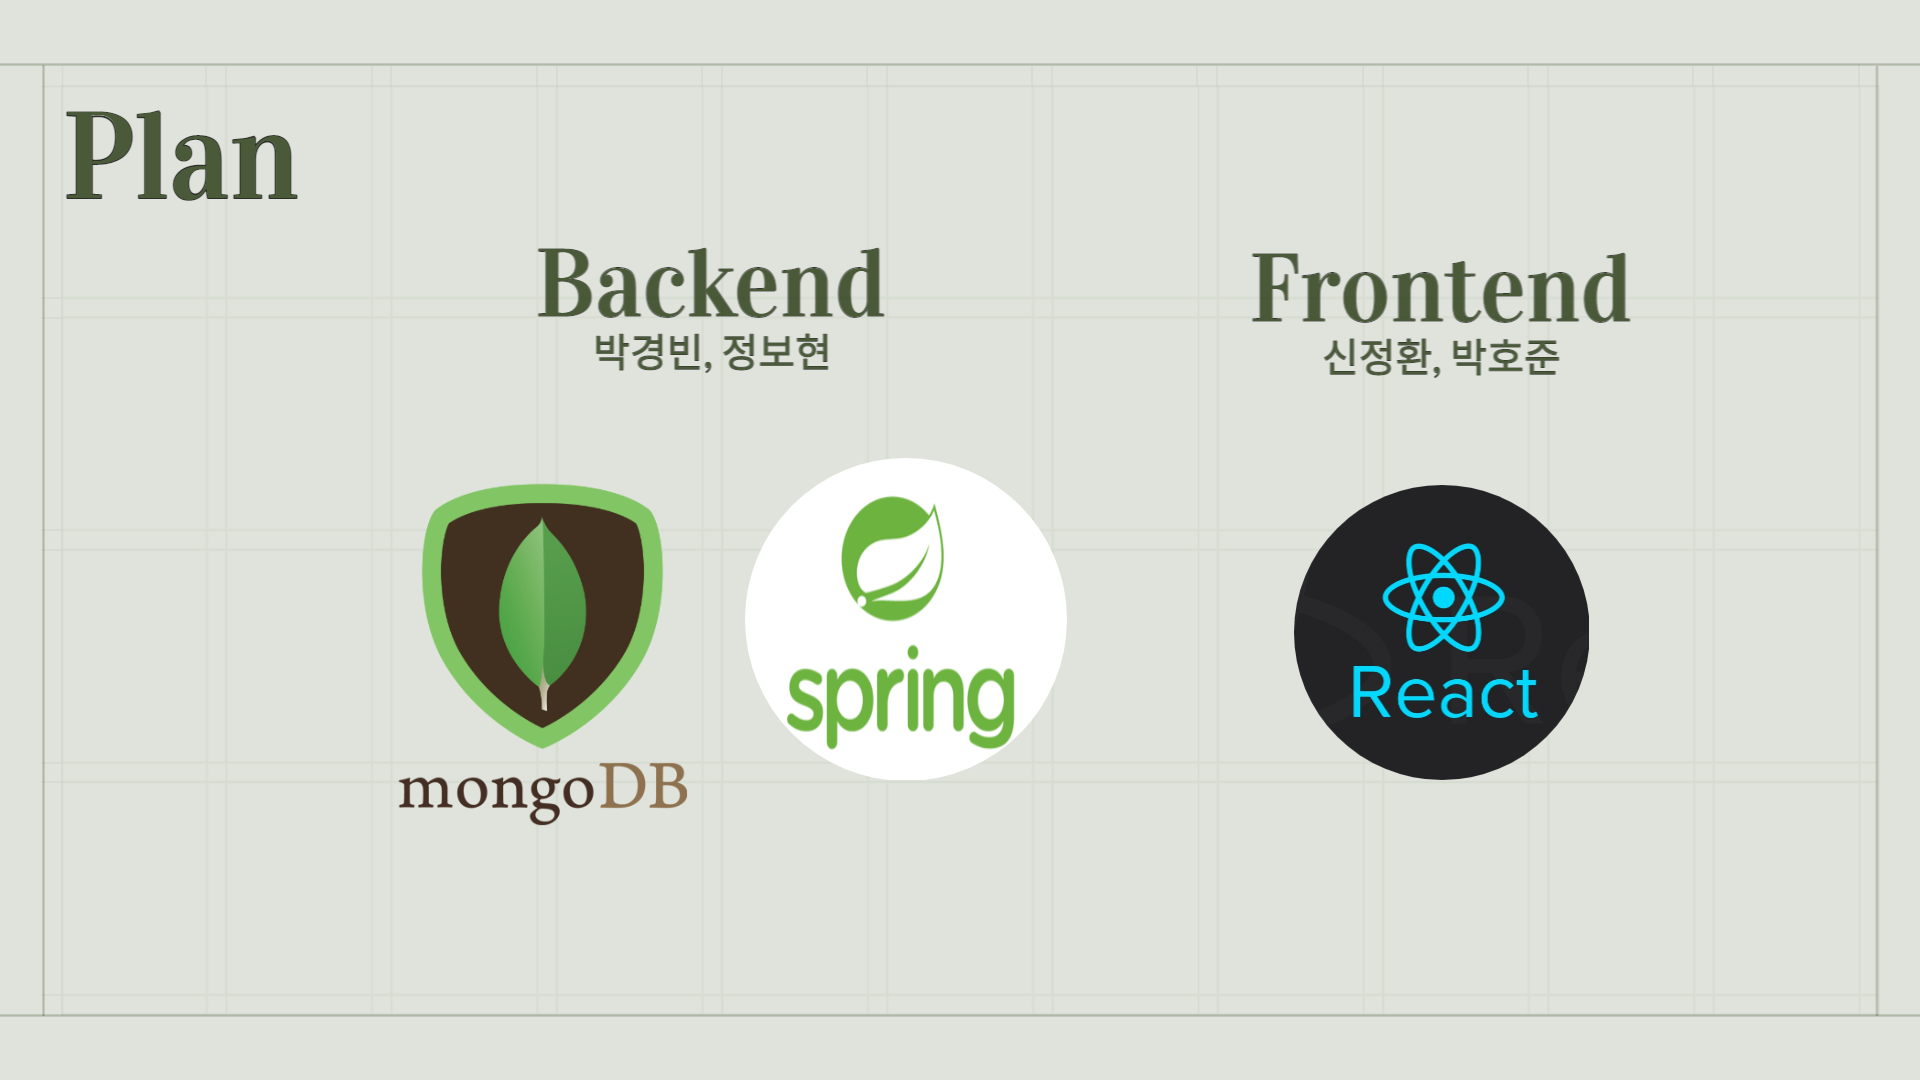 Plan
Backend
박경빈, 정보현
Frontend
신정환, 박호준
mongoDB
spring
React